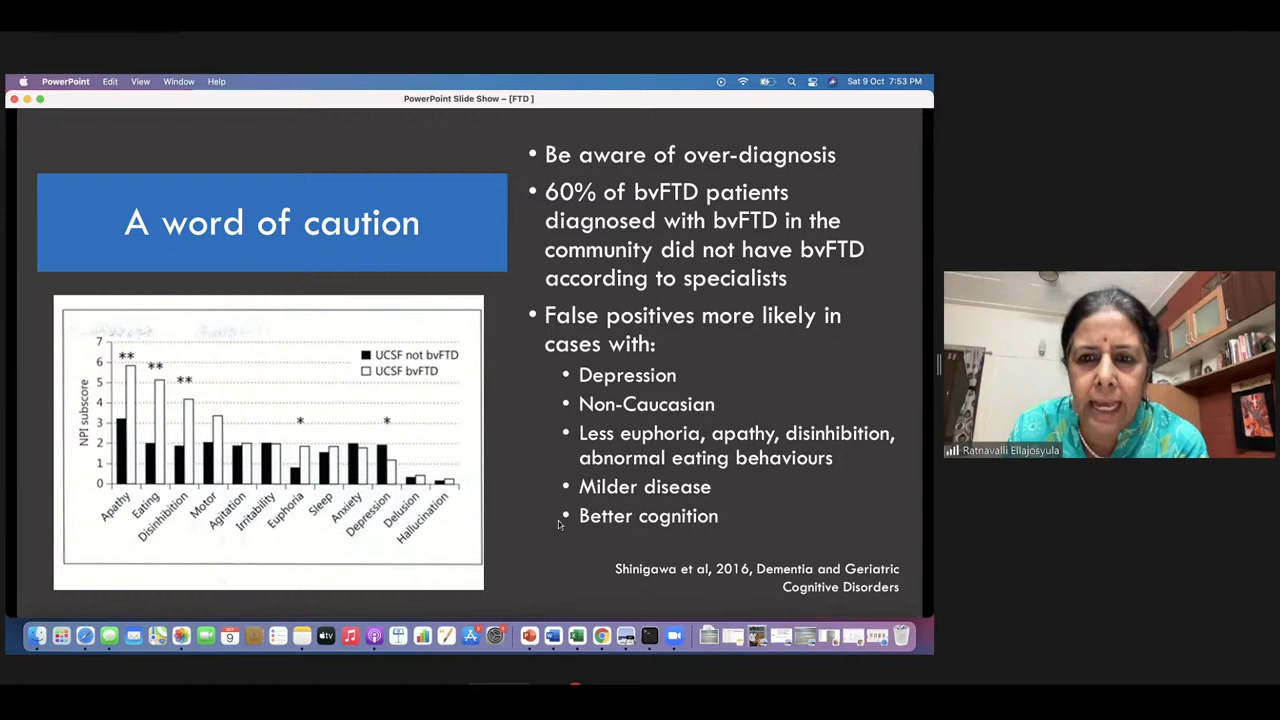 PowerPoint Edit View Window Help Sat 9 Oct 7:53 PM
PowerPoint Slide Show – [FTD ]
A word of caution
• Be aware of over-diagnosis
• 60% of bvFTD patients
diagnosed with bvFTD in the
community did not have bvFTD
according to specialists
• False positives more likely in
cases with:
• Depression
• Non-Caucasian
• Less euphoria, apathy, disinhibition,
abnormal eating behaviours
• Milder disease
• Better cognition
Shinigawa et al, 2016, Dementia and Geriatric
Cognitive Disorders
NPI subscore
7
6
5
4
3
2
1
0
** ** ** * *
UCSF not bvFTD
UCSF bvFTD
Apathy
Eating
Disinhibition
Motor
Agitation
Irritability
Euphoria
Sleep
Anxiety
Depression
Delusion
Hallucination
Ratnavalli Ellajosyula
9
tv